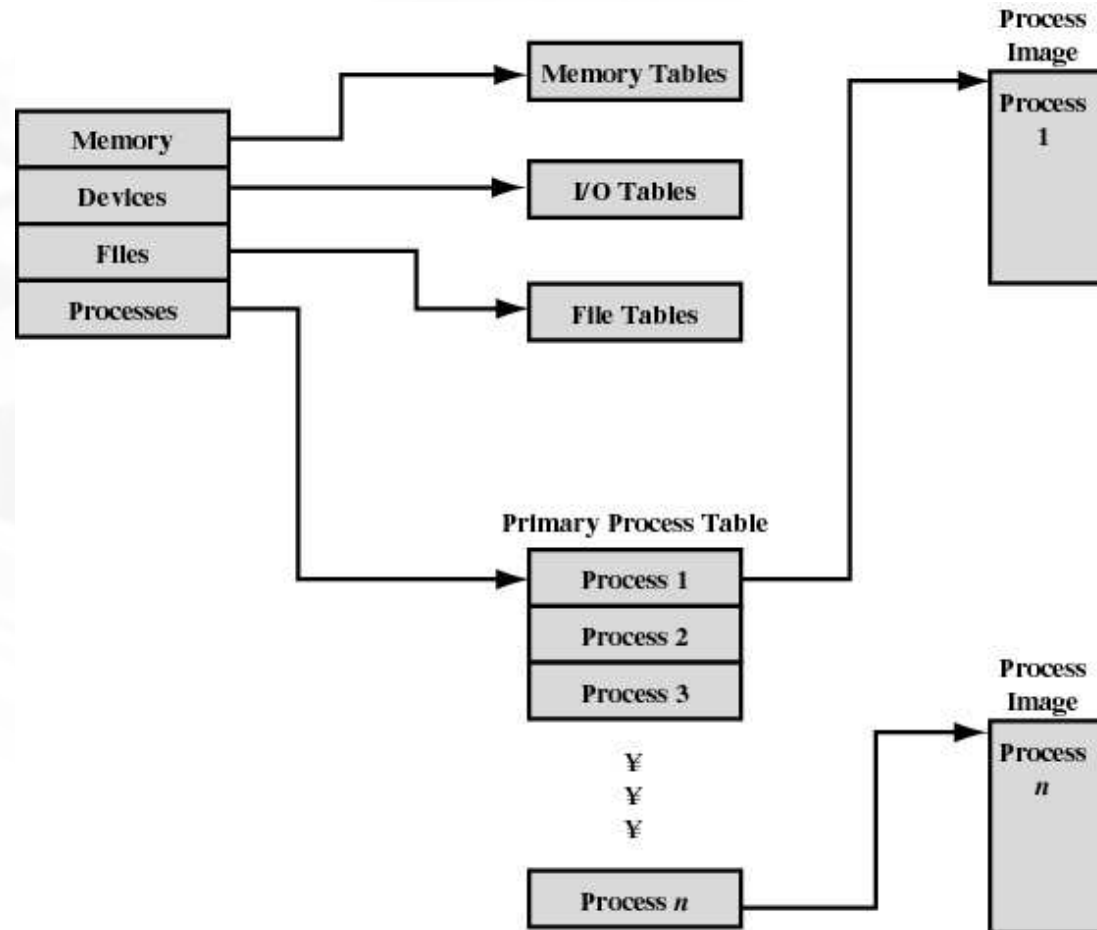 Memory
Devices
Files
Processes
Memory Tables
I/O Tables
File Tables
Primary Process Table
Process 1
Process 2
Process 3
¥
¥
¥
Process n
Process
Image
Process
1
Process
Image
Process
n